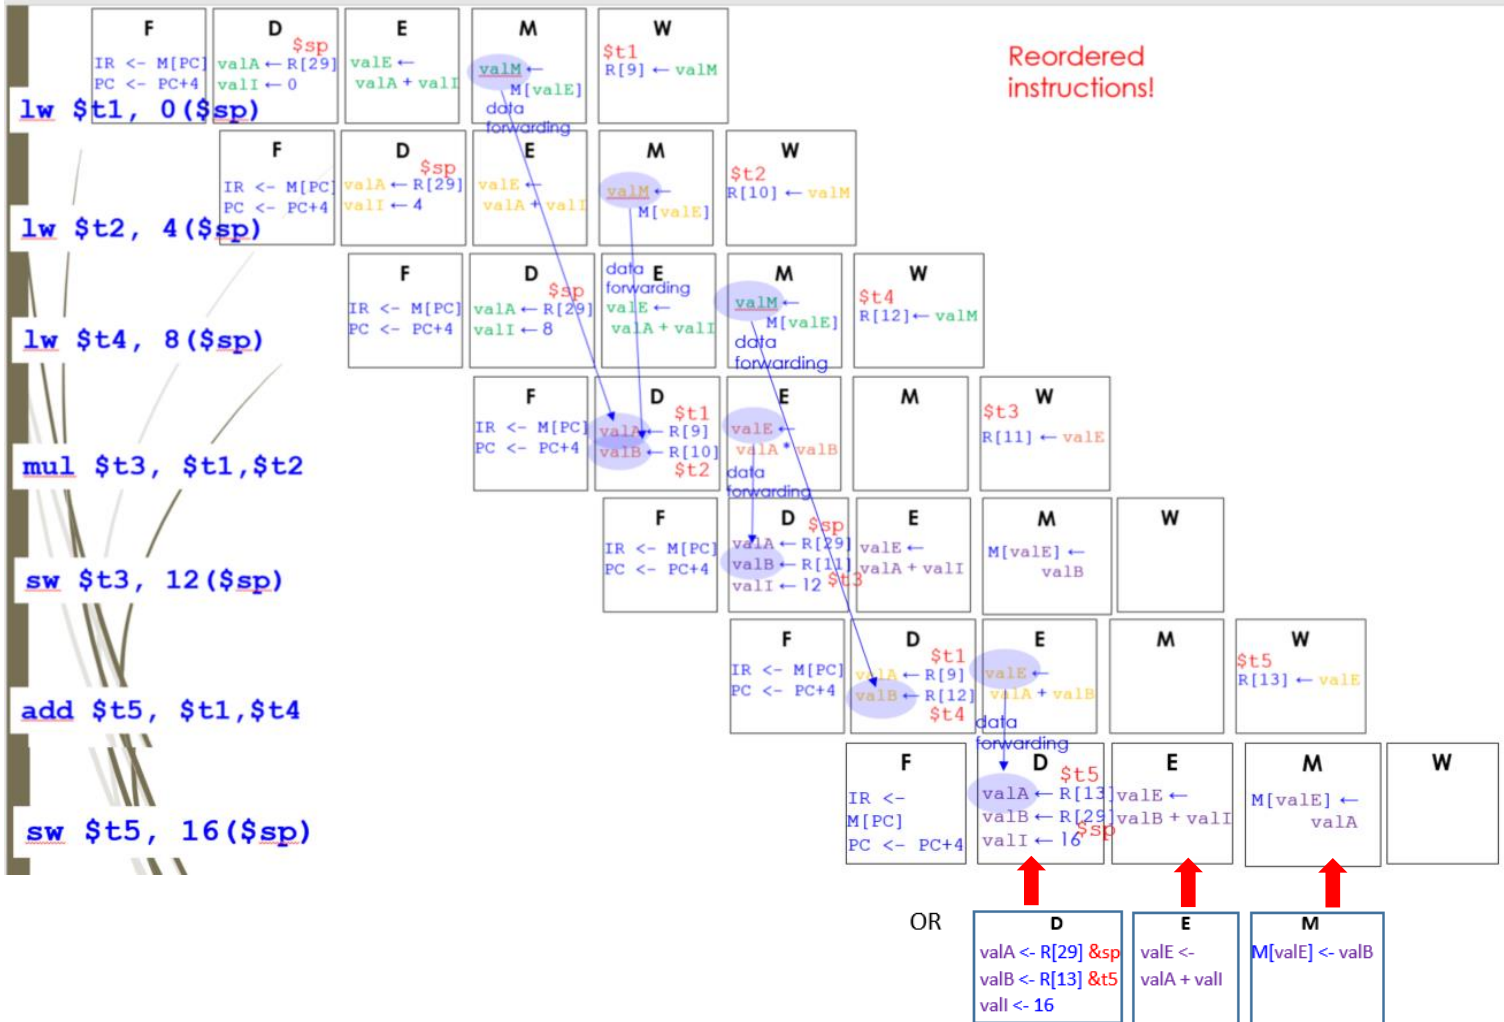 Reordered
instructions!
F
IR <- M[PC]
PC <- PC+4
D
$sp
valA ← R[29]
valI ← 0
E
valE ←
valA + valI
M
valM ←
M[valE]
data
forwarding
W
$t1
R[9] ← valM
lw $t1, 0($sp)
F
IR <- M[PC]
PC <- PC+4
D
$sp
valA ← R[29]
valI ← 4
E
valE ←
valA + valI
M
valM ←
M[valE]
data
forwarding
W
$t2
R[10] ← valM
lw $t2, 4($sp)
F
IR <- M[PC]
PC <- PC+4
D
$sp
valA ← R[29]
valI ← 8
E
valE ←
valA + valI
M
valM ←
M[valE]
data
forwarding
W
$t4
R[12] ← valM
lw $t4, 8($sp)
F
IR <- M[PC]
PC <- PC+4
D
$t1
valA ← R[9]
valB ← R[10]
$t2
E
valE ←
valA * valB
data
forwarding
M
W
$t3
R[11] ← valE
mul $t3, $t1,$t2
F
IR <- M[PC]
PC <- PC+4
D
$sp
valA ← R[29]
valB ← R[11]
valI ← 12 $t3
E
valE ←
valA + valI
M
M[valE] ←
valB
W
sw $t3, 12($sp)
F
IR <- M[PC]
PC <- PC+4
D
$t1
valA ← R[9]
valB ← R[12]
$t4
E
valE ←
valA + valB
data
forwarding
M
W
$t5
R[13] ← valE
add $t5, $t1,$t4
F
IR <-
M[PC]
PC <- PC+4
D
$t5
valA ← R[13]
valB ← R[29]
valI ← 16 $sp
E
valE ←
valB + valI
M
M[valE] ←
valA
W
sw $t5, 16($sp)
OR
D
valA <- R[29] &sp
valB <- R[13] &t5
valI <- 16
E
valE <-
valA + valI
M
M[valE] <- valB